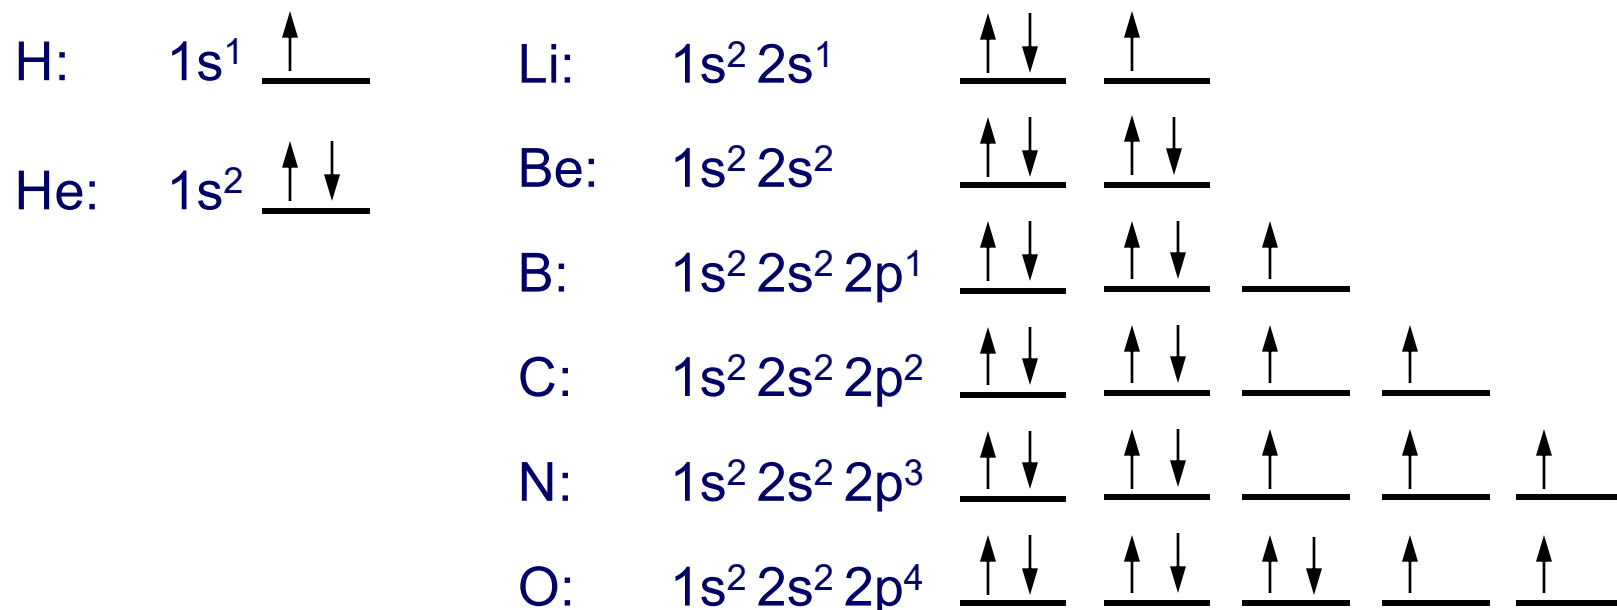 H: 1s¹
He: 1s²
Li: 1s² 2s¹
Be: 1s² 2s²
B: 1s² 2s² 2p¹
C: 1s² 2s² 2p²
N: 1s² 2s² 2p³
O: 1s² 2s² 2p⁴